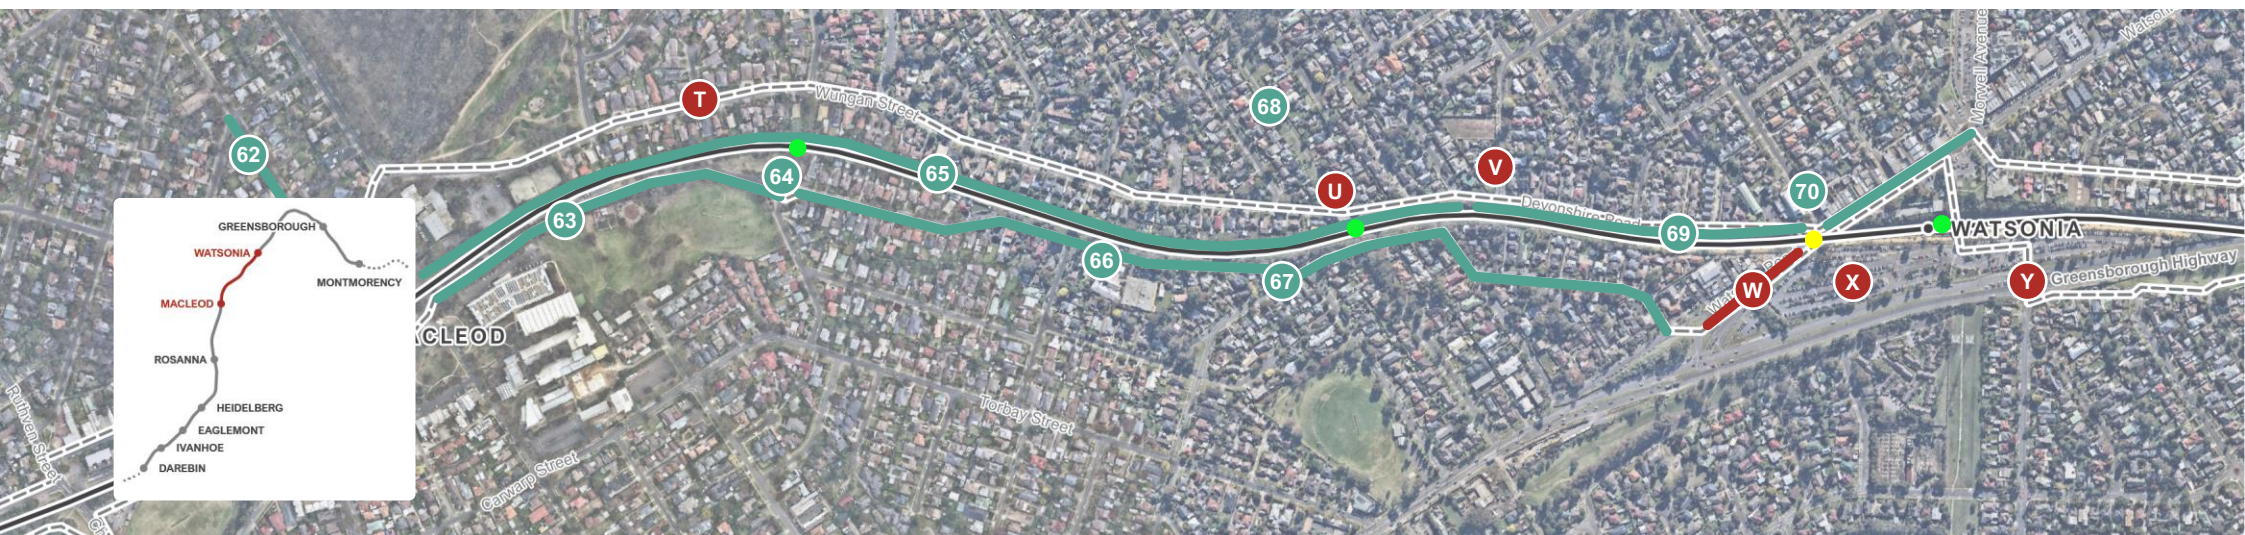 Wungan Street
Morwell Avenue
Watson
T
68
62
64
65
V
U
70
63
Devonshire Road
69
WATSONIA
66
67
W
X
Y
Greensborough Highway
GREENSBOROUGH
WATSONIA
MONTMORENCY
MACLEOD
ROSANNA
HEIDELBERG
EAGLEMONT
IVANHOE
DAREBIN
ACLEOD
Ruthven Street
Torbay Street
Carwarp Street